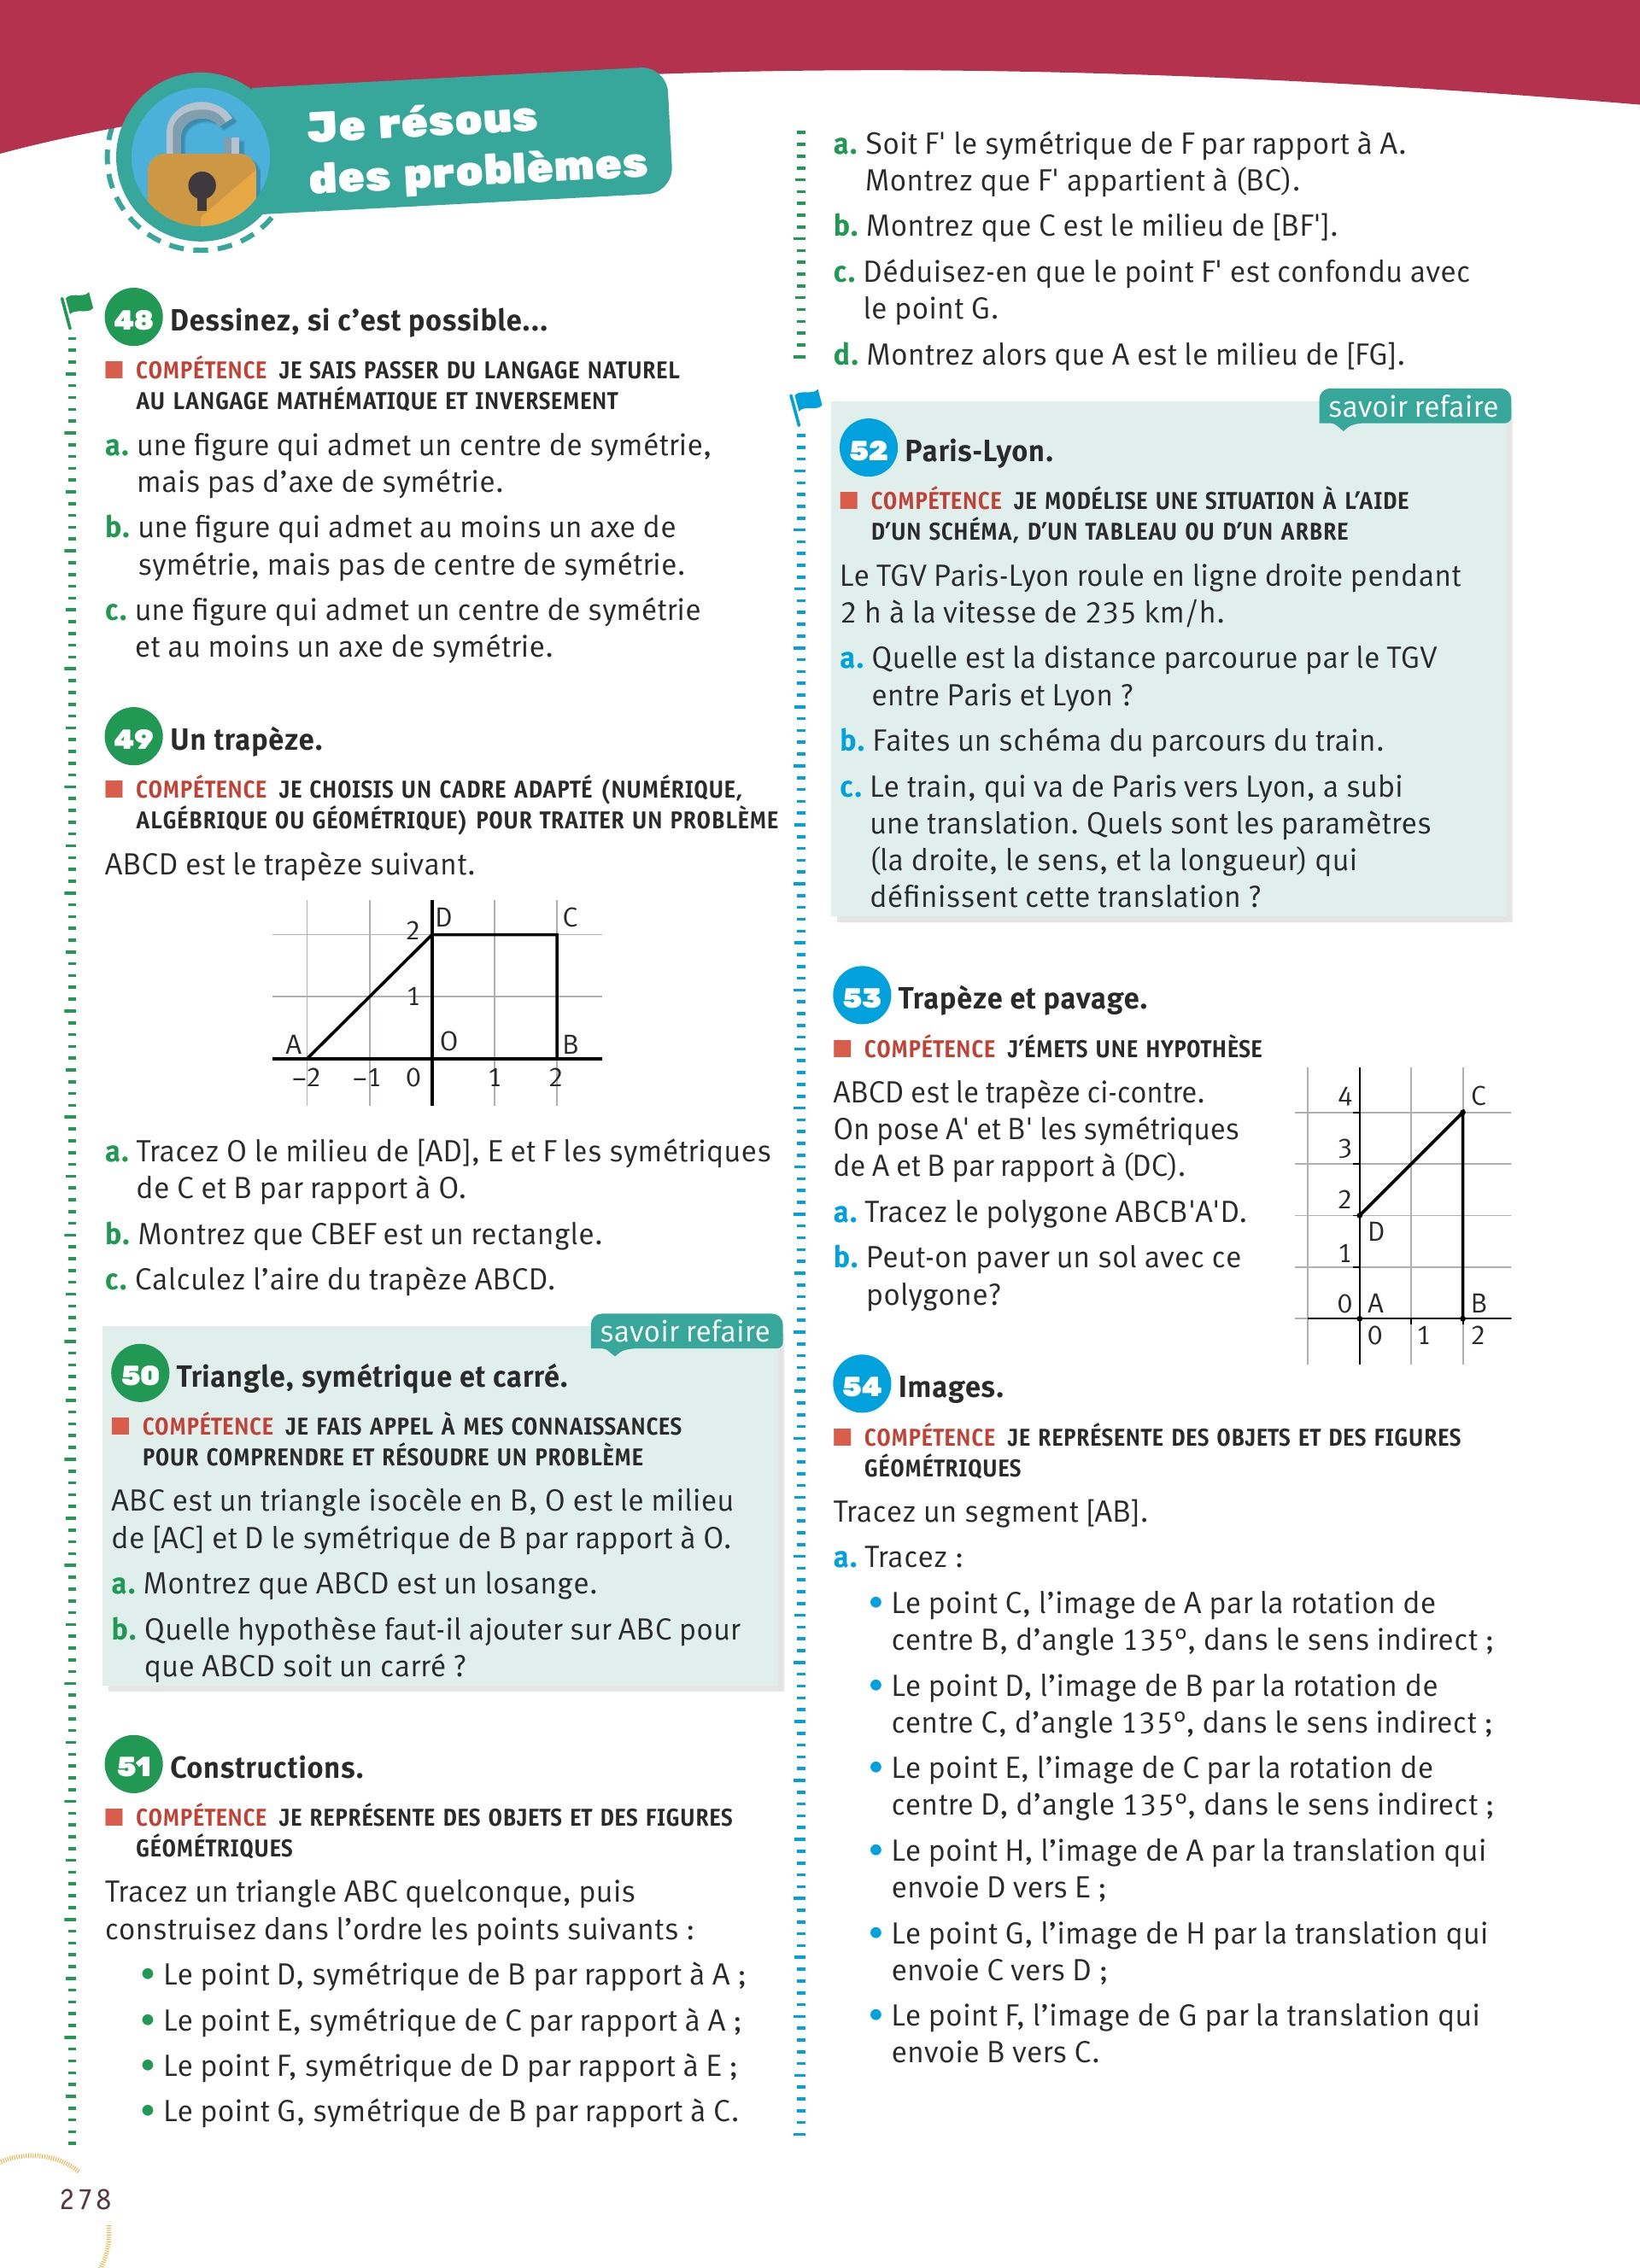 Je résous
des problèmes
48 Dessinez, si c’est possible...
COMPÉTENCE JE SAIS PASSER DU LANGAGE NATUREL
AU LANGAGE MATHÉMATIQUE ET INVERSEMENT
a. une figure qui admet un centre de symétrie,
mais pas d’axe de symétrie.
b. une figure qui admet au moins un axe de
symétrie, mais pas de centre de symétrie.
c. une figure qui admet un centre de symétrie
et au moins un axe de symétrie.
49 Un trapèze.
COMPÉTENCE JE CHOISIS UN CADRE ADAPTÉ (NUMÉRIQUE,
ALGÉBRIQUE OU GÉOMÉTRIQUE) POUR TRAITER UN PROBLÈME
ABCD est le trapèze suivant.
2 D C
1
A O B
–2 –1 0 1 2
a. Tracez O le milieu de [AD], E et F les symétriques
de C et B par rapport à O.
b. Montrez que CBEF est un rectangle.
c. Calculez l’aire du trapèze ABCD.
savoir refaire
50 Triangle, symétrique et carré.
COMPÉTENCE JE FAIS APPEL À MES CONNAISSANCES
POUR COMPRENDRE ET RÉSOUDRE UN PROBLÈME
ABC est un triangle isocèle en B, O est le milieu
de [AC] et D le symétrique de B par rapport à O.
a. Montrez que ABCD est un losange.
b. Quelle hypothèse faut-il ajouter sur ABC pour
que ABCD soit un carré ?
51 Constructions.
COMPÉTENCE JE REPRÉSENTE DES OBJETS ET DES FIGURES
GÉOMÉTRIQUES
Tracez un triangle ABC quelconque, puis
construisez dans l’ordre les points suivants :
• Le point D, symétrique de B par rapport à A ;
• Le point E, symétrique de C par rapport à A ;
• Le point F, symétrique de D par rapport à E ;
• Le point G, symétrique de B par rapport à C.
278
a. Soit F' le symétrique de F par rapport à A.
Montrez que F' appartient à (BC).
b. Montrez que C est le milieu de [BF'].
c. Déduisez-en que le point F' est confondu avec
le point G.
d. Montrez alors que A est le milieu de [FG].
savoir refaire
52 Paris-Lyon.
COMPÉTENCE JE MODÉLISE UNE SITUATION À L’AIDE
D’UN SCHÉMA, D’UN TABLEAU OU D’UN ARBRE
Le TGV Paris-Lyon roule en ligne droite pendant
2 h à la vitesse de 235 km/h.
a. Quelle est la distance parcourue par le TGV
entre Paris et Lyon ?
b. Faites un schéma du parcours du train.
c. Le train, qui va de Paris vers Lyon, a subi
une translation. Quels sont les paramètres
(la droite, le sens, et la longueur) qui
définissent cette translation ?
53 Trapèze et pavage.
COMPÉTENCE J’ÉMETS UNE HYPOTHÈSE
ABCD est le trapèze ci-contre.
On pose A' et B' les symétriques
de A et B par rapport à (DC).
a. Tracez le polygone ABCB'A'D.
b. Peut-on paver un sol avec ce
polygone?
4 C
3
2
D
1
0 A B
0 1 2
54 Images.
COMPÉTENCE JE REPRÉSENTE DES OBJETS ET DES FIGURES
GÉOMÉTRIQUES
Tracez un segment [AB].
a. Tracez :
• Le point C, l’image de A par la rotation de
centre B, d’angle 135°, dans le sens indirect ;
• Le point D, l’image de B par la rotation de
centre C, d’angle 135°, dans le sens indirect ;
• Le point E, l’image de C par la rotation de
centre D, d’angle 135°, dans le sens indirect ;
• Le point H, l’image de A par la translation qui
envoie D vers E ;
• Le point G, l’image de H par la translation qui
envoie C vers D ;
• Le point F, l’image de G par la translation qui
envoie B vers C.